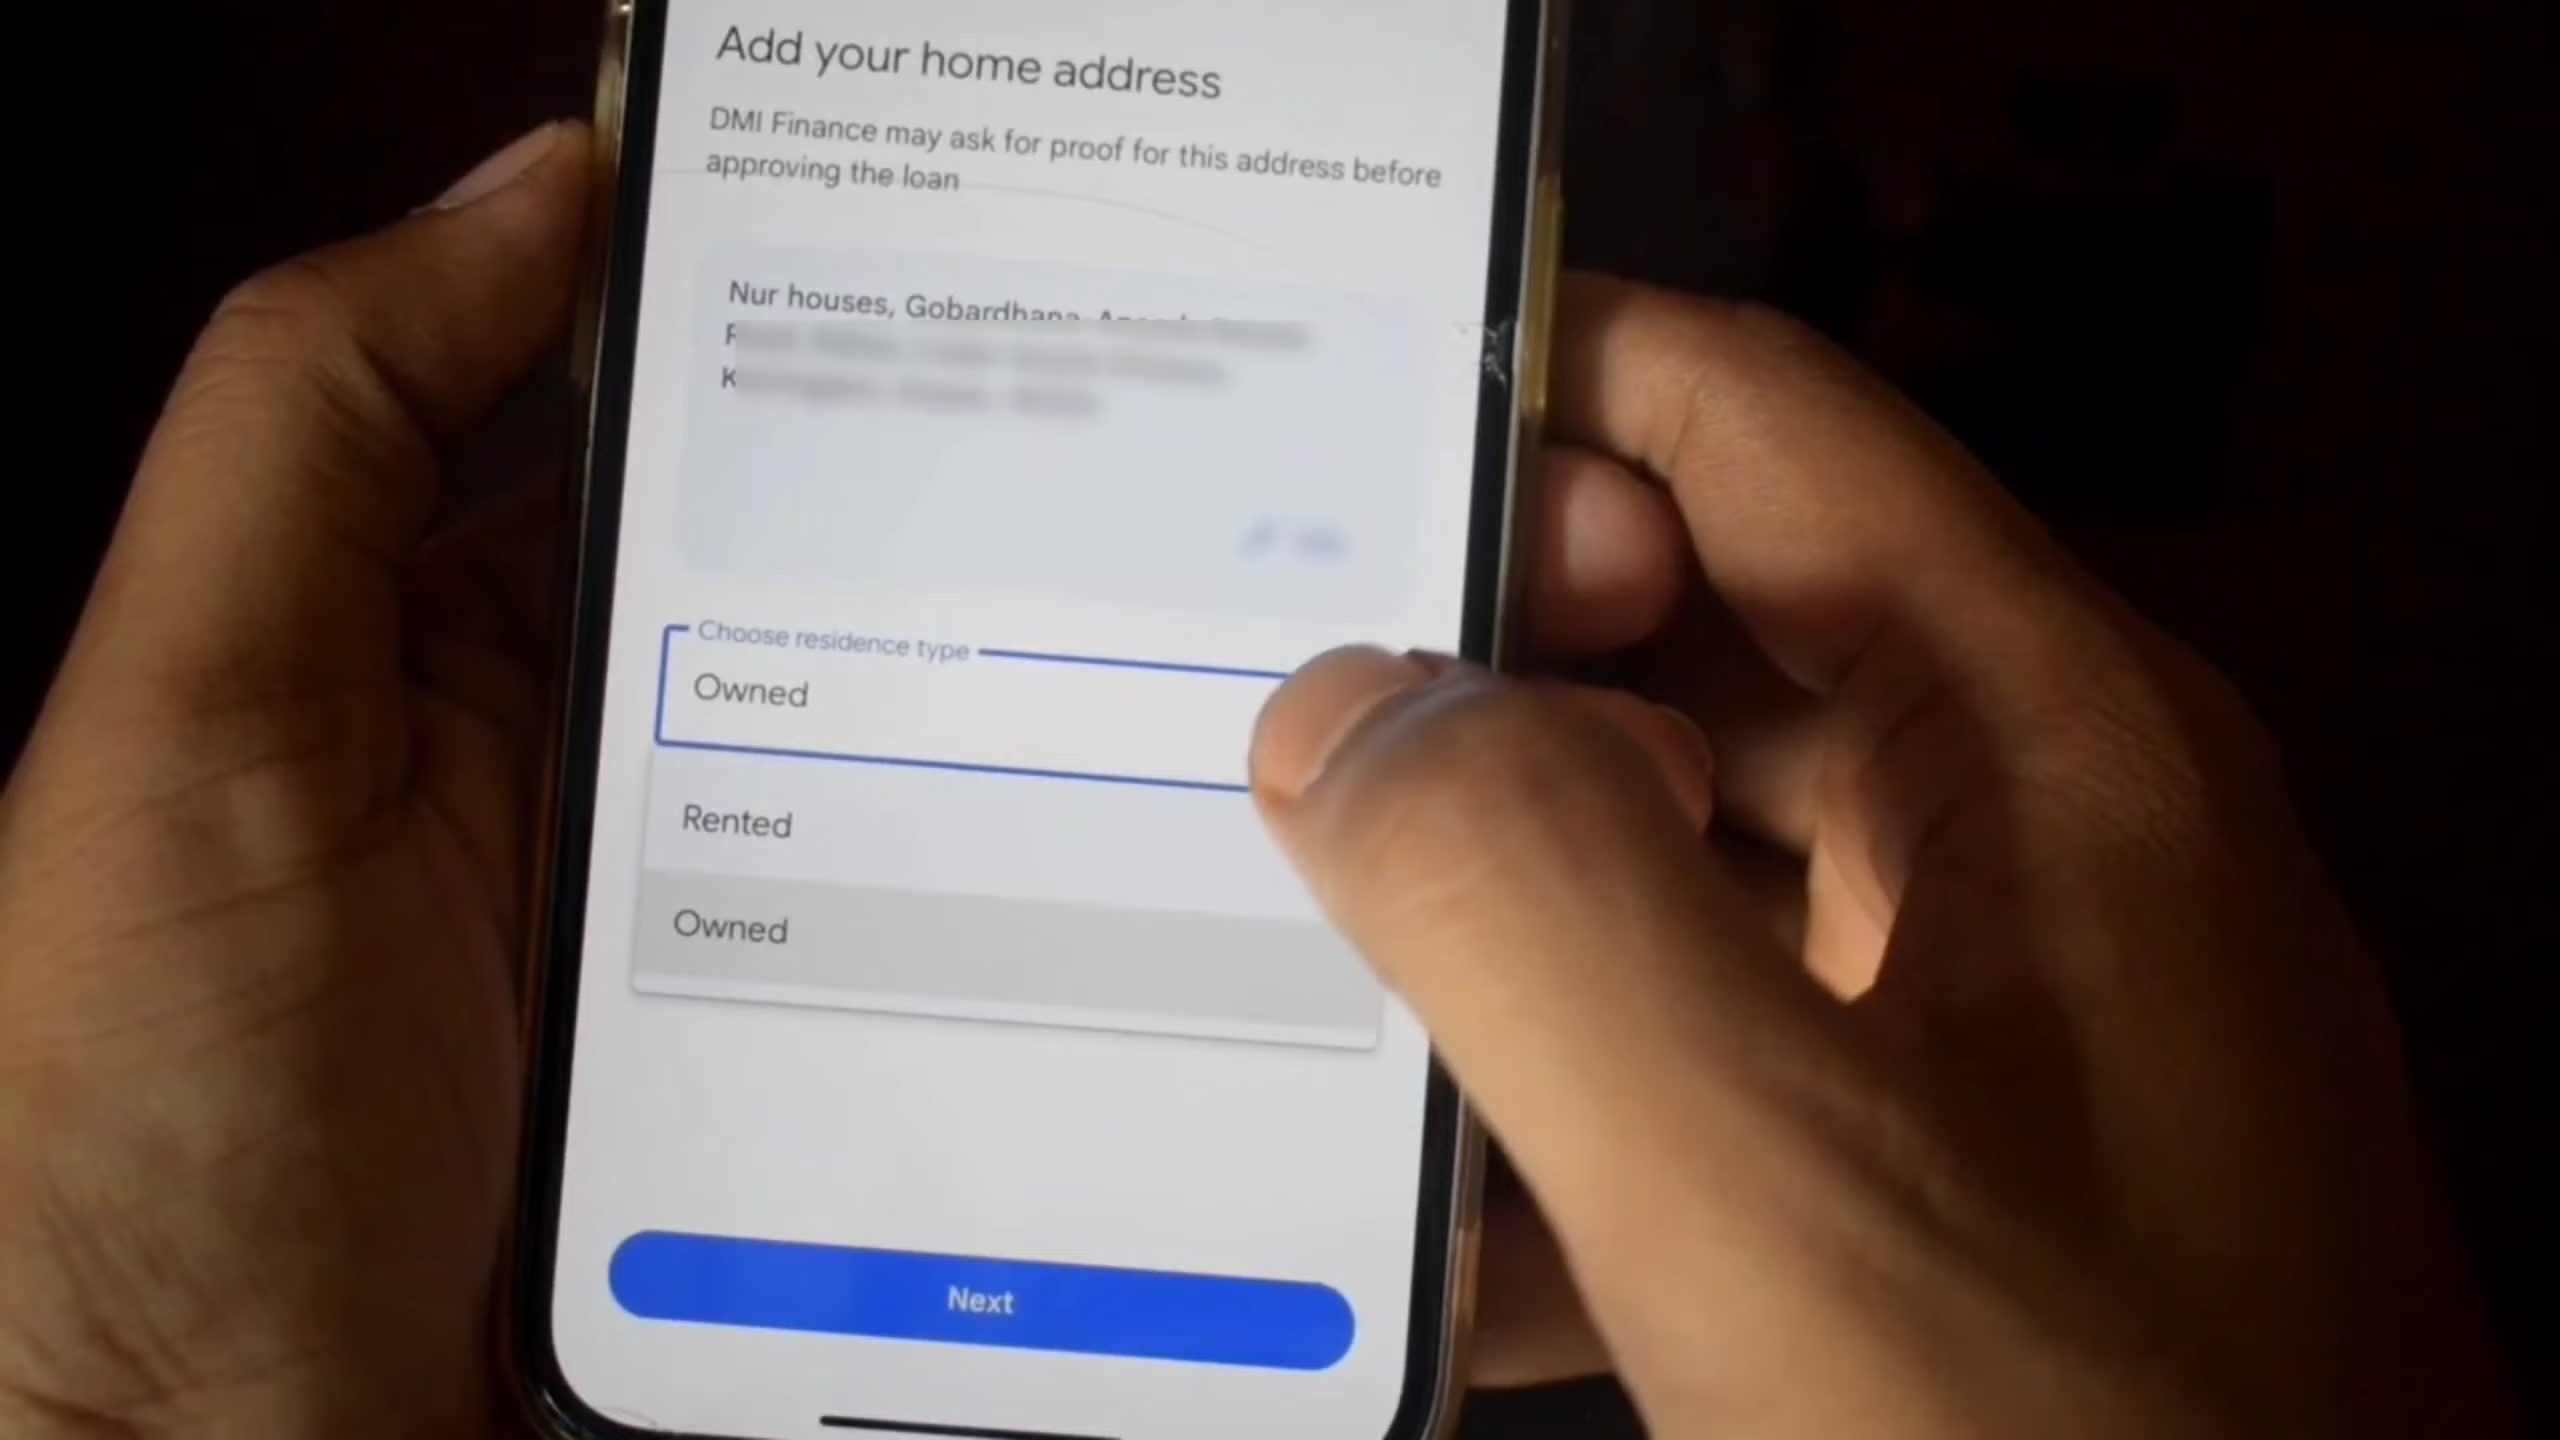 Add your home address
DMI Finance may ask for proof for this address before
approving the loan
Nur houses, Gobardhana
Choose residence type
Owned
Rented
Owned
Next